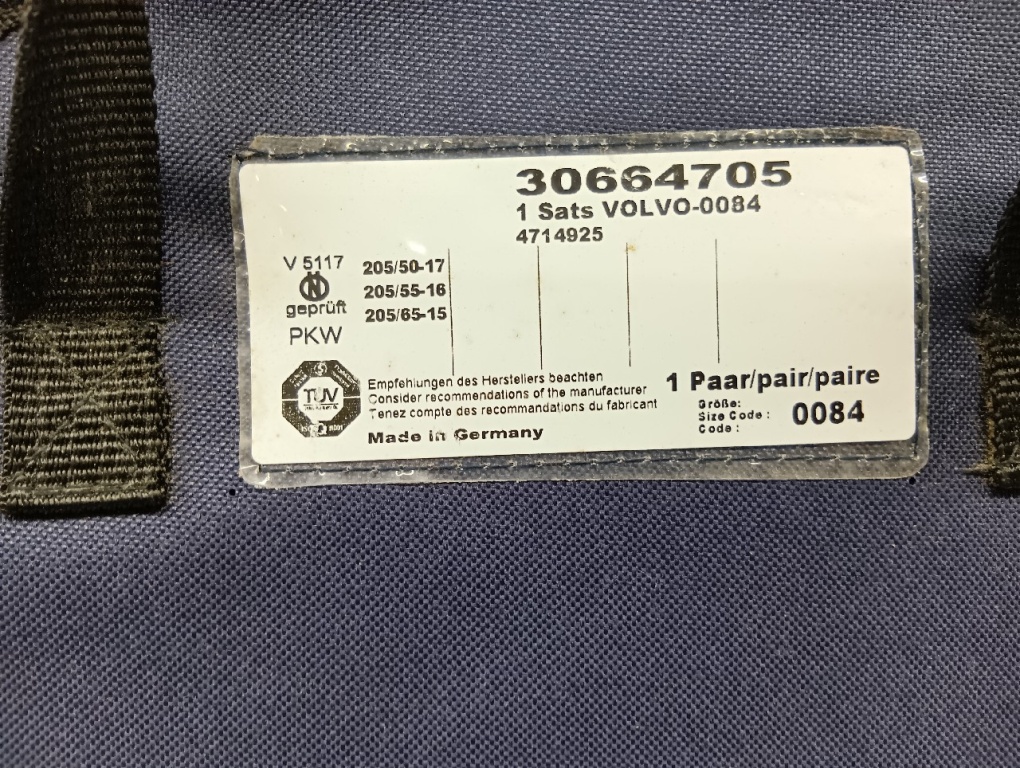 30664705
1 Sats VOLVO-0084
4714925
V 5117
N
geprüft
PKW
205/50-17
205/55-16
205/65-15
TÜV
Empfehlungen des Herstellers beachten
Consider recommendations of the manufacturer
Tenez compte des recommandations du fabricant
Made in Germany
1 Paar/pair/paire
Größe:
Size Code :
Code :
0084